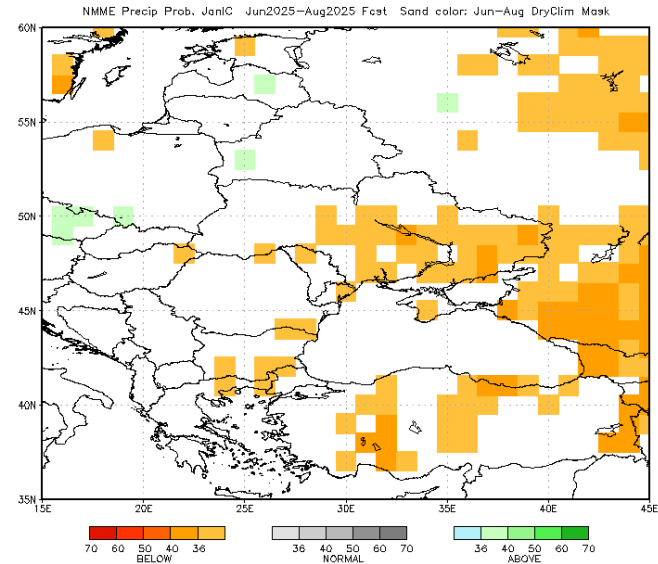 NMME Precip Prob. JanIC  Jun2025-Aug2025 Fcst  Sand color: Jun-Aug DryClim Mask
60N
55N
50N
45N
40N
35N
15E 20E 25E 30E 35E 40E 45E
70 60 50 40 36 36 40 50 60 70 36 40 50 60 70
BELOW NORMAL ABOVE